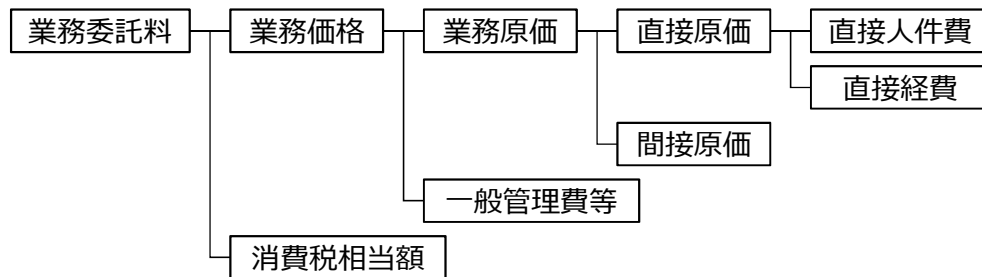 業務委託料 業務価格 業務原価 直接原価 直接人件費
直接経費
間接原価
一般管理費等
消費税相当額